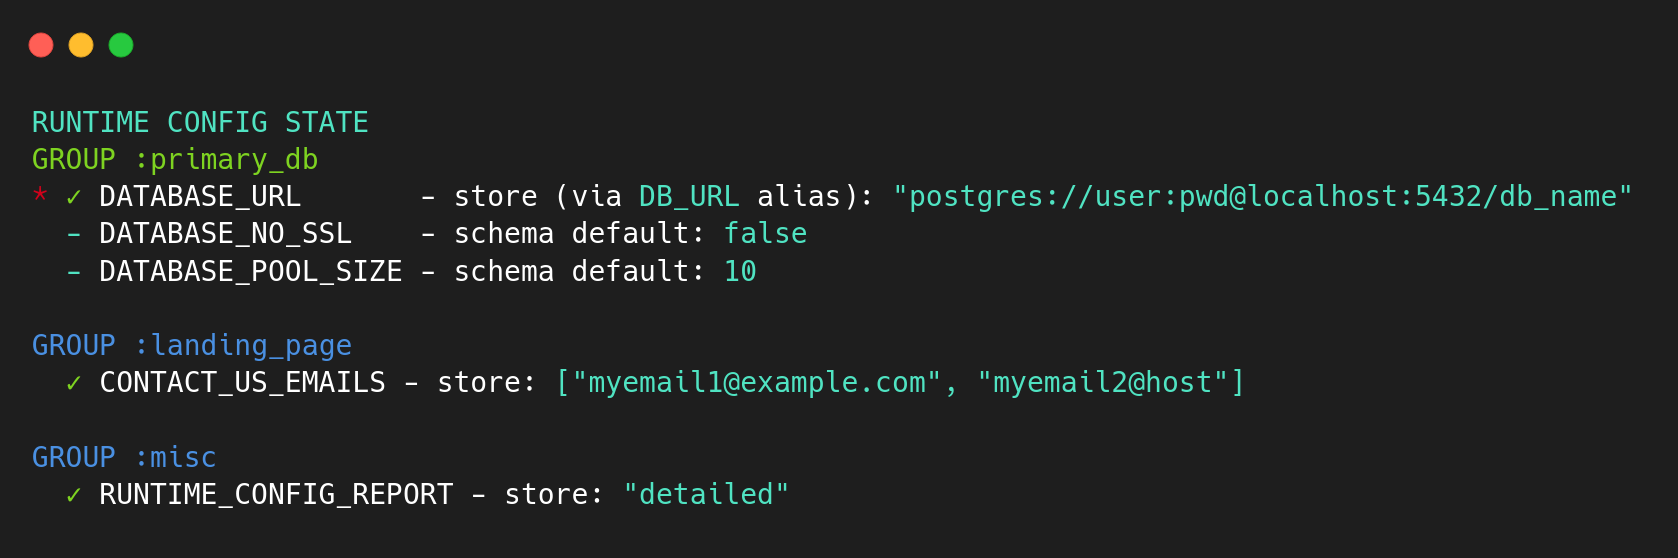 RUNTIME CONFIG STATE
GROUP :primary_db
* ✓ DATABASE_URL       - store (via DB_URL alias): "postgres://user:pwd@localhost:5432/db_name"
  - DATABASE_NO_SSL    - schema default: false
  - DATABASE_POOL_SIZE - schema default: 10

GROUP :landing_page
  ✓ CONTACT_US_EMAILS - store: ["myemail1@example.com", "myemail2@host"]

GROUP :misc
  ✓ RUNTIME_CONFIG_REPORT - store: "detailed"